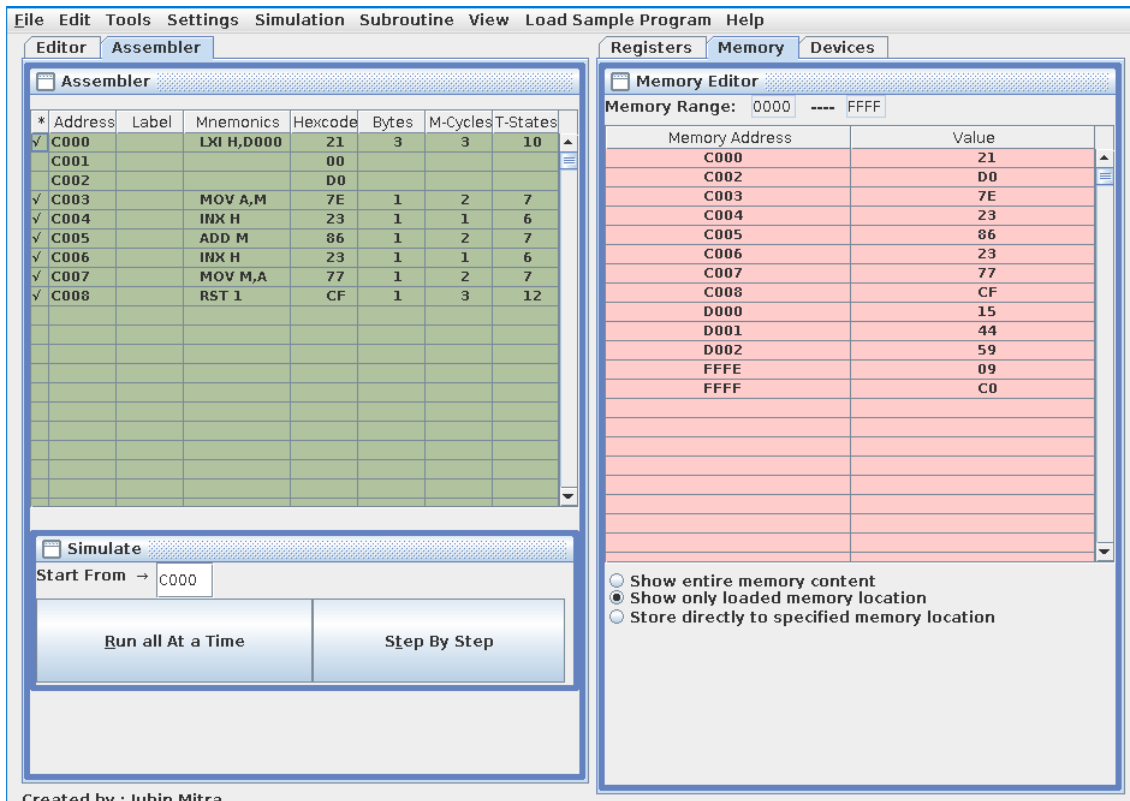 File Edit Tools Settings Simulation Subroutine View Load Sample Program Help
Editor Assembler
Assembler
* Address Label Mnemonics Hexcode Bytes M-Cycles T-States
√ C000 LXI H,D000 21 3 3 10
C001 00
C002 D0
√ C003 MOV A,M 7E 1 2 7
√ C004 INX H 23 1 1 6
√ C005 ADD M 86 1 2 7
√ C006 INX H 23 1 1 6
√ C007 MOV M,A 77 1 2 7
√ C008 RST 1 CF 1 3 12
Simulate
Start From → C000
Run all At a Time Step By Step
Created by : Jubin Mitra
Registers Memory Devices
Memory Editor
Memory Range: 0000 ---- FFFF
Memory Address Value
C000 21
C002 D0
C003 7E
C004 23
C005 86
C006 23
C007 77
C008 CF
D000 15
D001 44
D002 59
FFFE 09
FFFF C0
Show entire memory content
Show only loaded memory location
Store directly to specified memory location